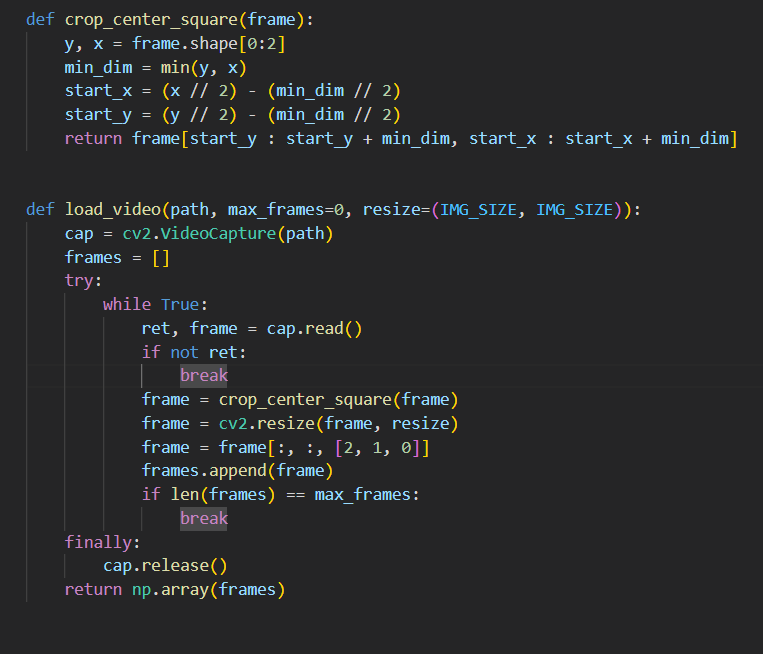 def crop_center_square(frame):
    y, x = frame.shape[0:2]
    min_dim = min(y, x)
    start_x = (x // 2) - (min_dim // 2)
    start_y = (y // 2) - (min_dim // 2)
    return frame[start_y : start_y + min_dim, start_x : start_x + min_dim]
def load_video(path, max_frames=0, resize=(IMG_SIZE, IMG_SIZE)):
    cap = cv2.VideoCapture(path)
    frames = []
    try:
        while True:
            ret, frame = cap.read()
            if not ret:
                break
            frame = crop_center_square(frame)
            frame = cv2.resize(frame, resize)
            frame = frame[:, :, [2, 1, 0]]
            frames.append(frame)
            if len(frames) == max_frames:
                break
    finally:
        cap.release()
    return np.array(frames)